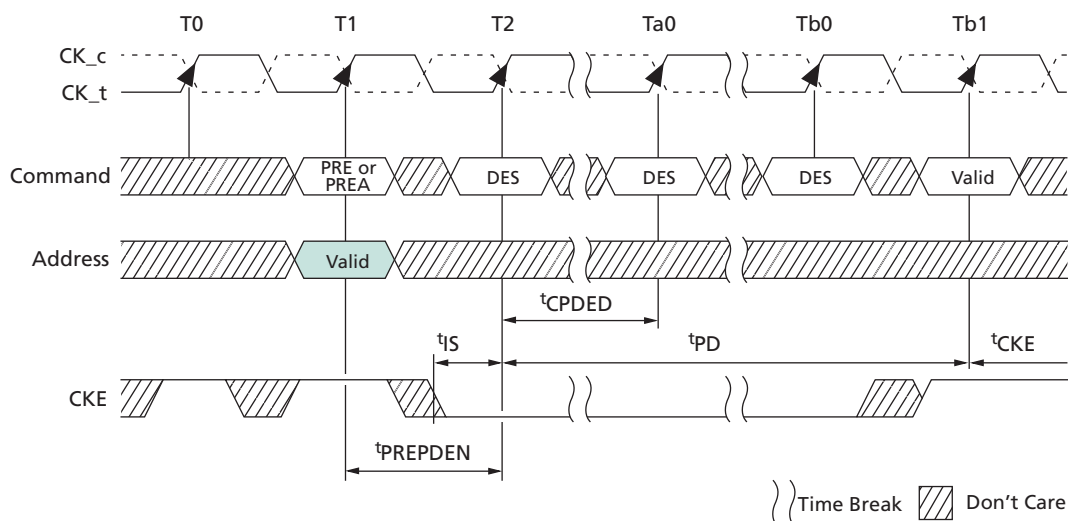 T0 T1 T2 Ta0 Tb0 Tb1
CK_c
CK_t
Command PRE or PREA DES DES DES Valid
Address Valid
tCPDED
tIS tPD tCKE
CKE
tPREPDEN
Time Break Don't Care